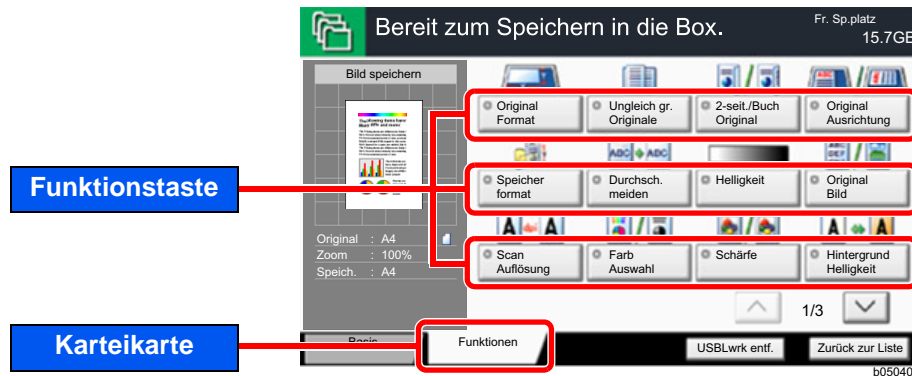 Bereit zum Speichern in die Box.
Fr. Sp.platz
15.7GB
Bild speichern
Original
Format
Ungleich gr.
Originale
2-seit./Buch
Original
Original
Ausrichtung
ABC ABC
Funktionstaste
Speicher
format
Durchsch.
meiden
Helligkeit
Original
Bild
Original : A4
Zoom : 100%
Speich. : A4
A A
A A
Scan
Auflösung
Farb
Auswahl
Schärfe
Hintergrund
Helligkeit
1/3
Karteikarte
Basis
Funktionen
USBLwrk entf.
Zurück zur Liste
b05040